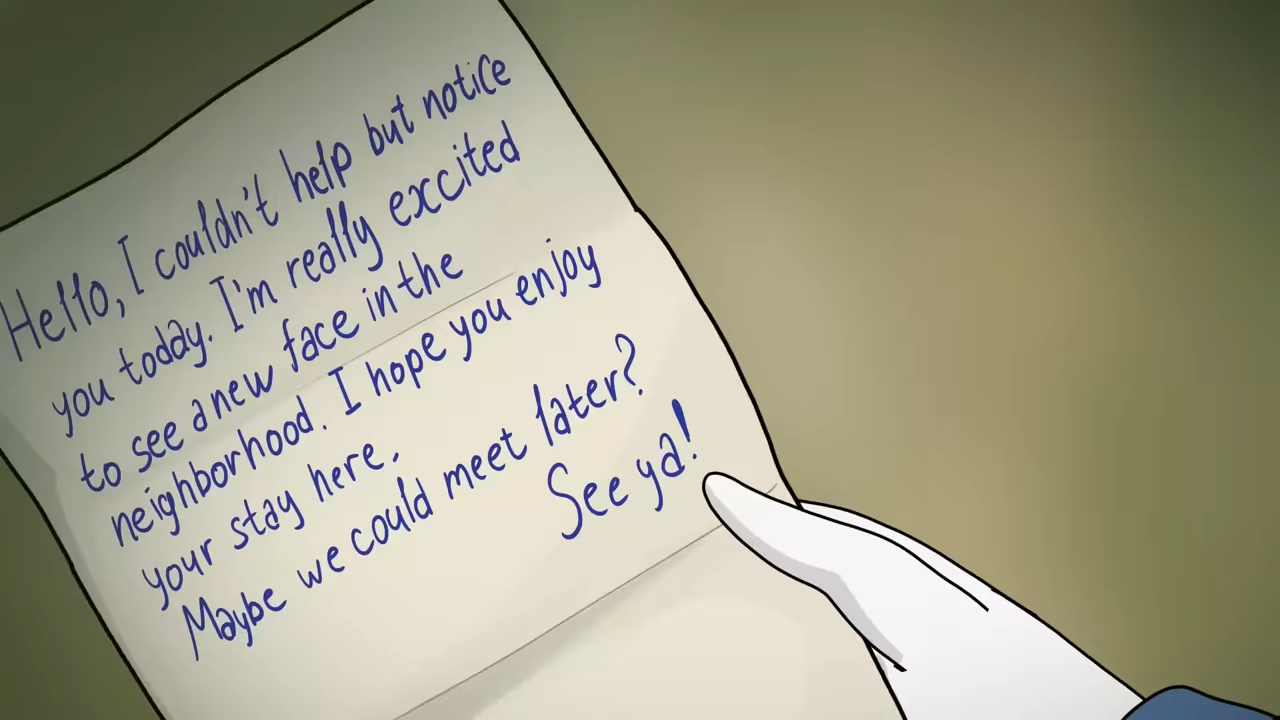 Hello, I couldn't help but notice
you today. I'm really excited
to see a new face in the
neighborhood. I hope you enjoy
your stay here.
Maybe we could meet later?
See ya!